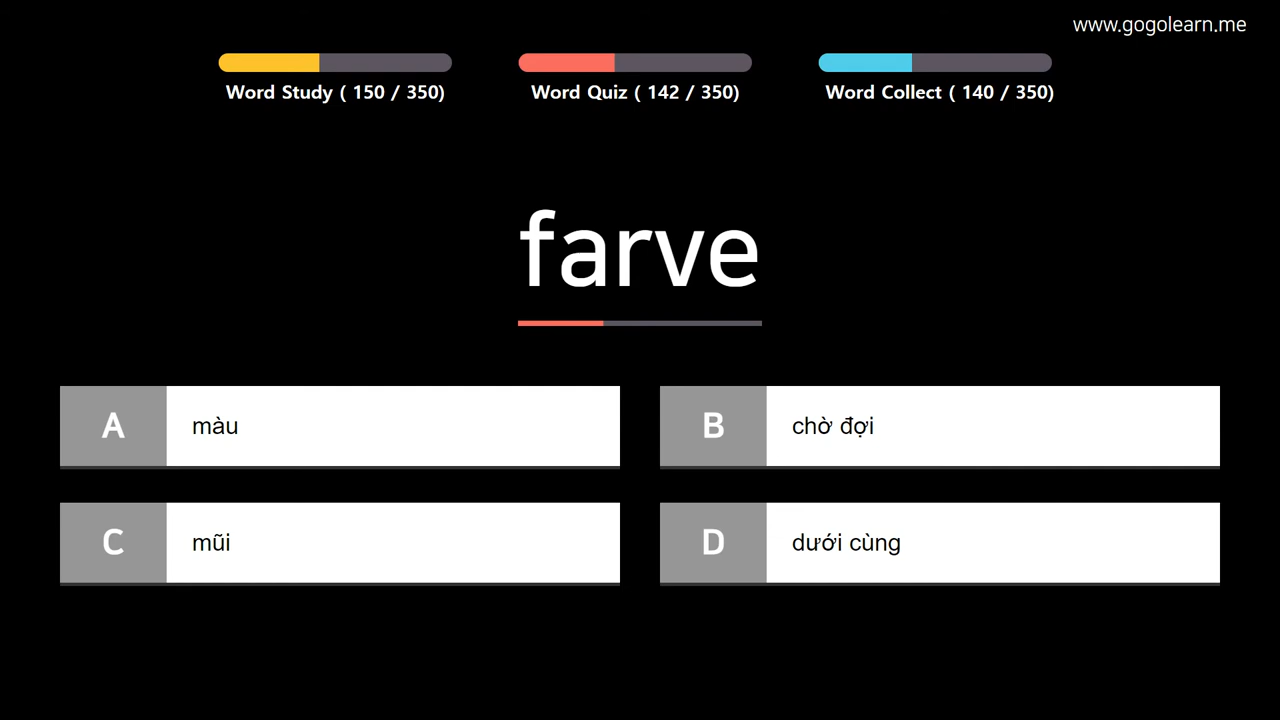 www.gogolearn.me
Word Study ( 150 / 350)
Word Quiz ( 142 / 350)
Word Collect ( 140 / 350)
farve
A màu
B chờ đợi
C mũi
D dưới cùng